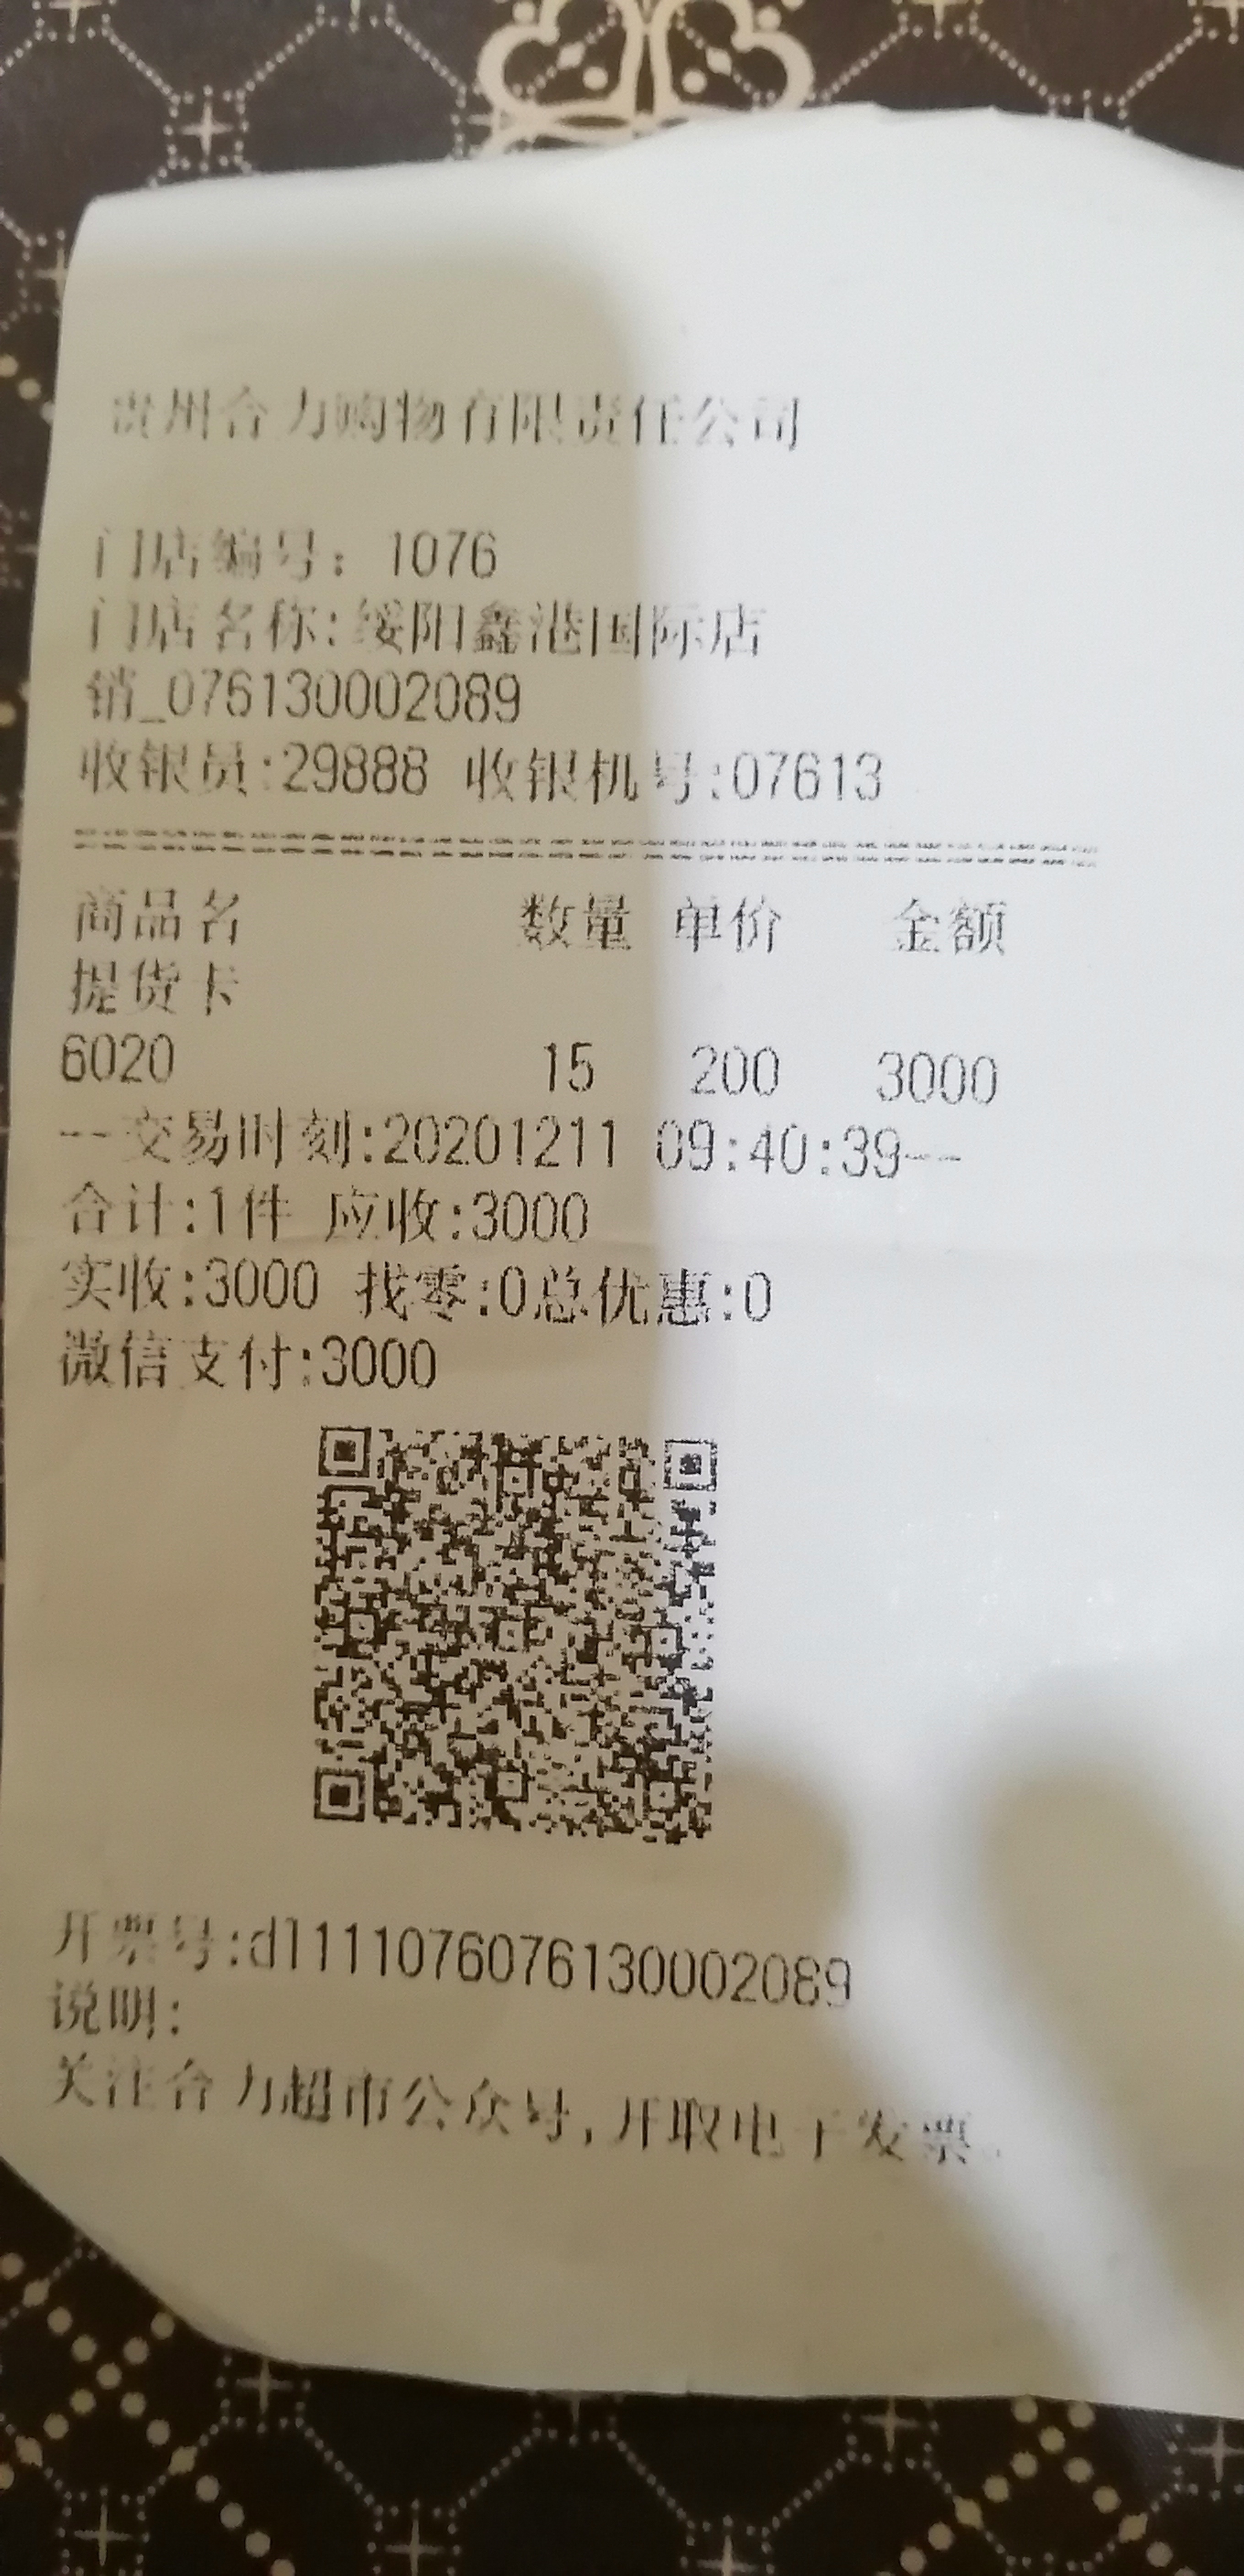 贵州合力购物有限责任公司
门店编号: 1076
门店名称:绥阳鑫港国际店
销_076130002089
收银员:29888 收银机号:07613
商品名 数量 单价 金额
提货卡
6020 15 200 3000
--交易时刻:20201211 09:40:39--
合计:1件 应收:3000
实收:3000 找零:0总优惠:0
微信支付:3000
开票号:dl111076076130002089
说明:
关注合力超市公众号,开取电子发票。